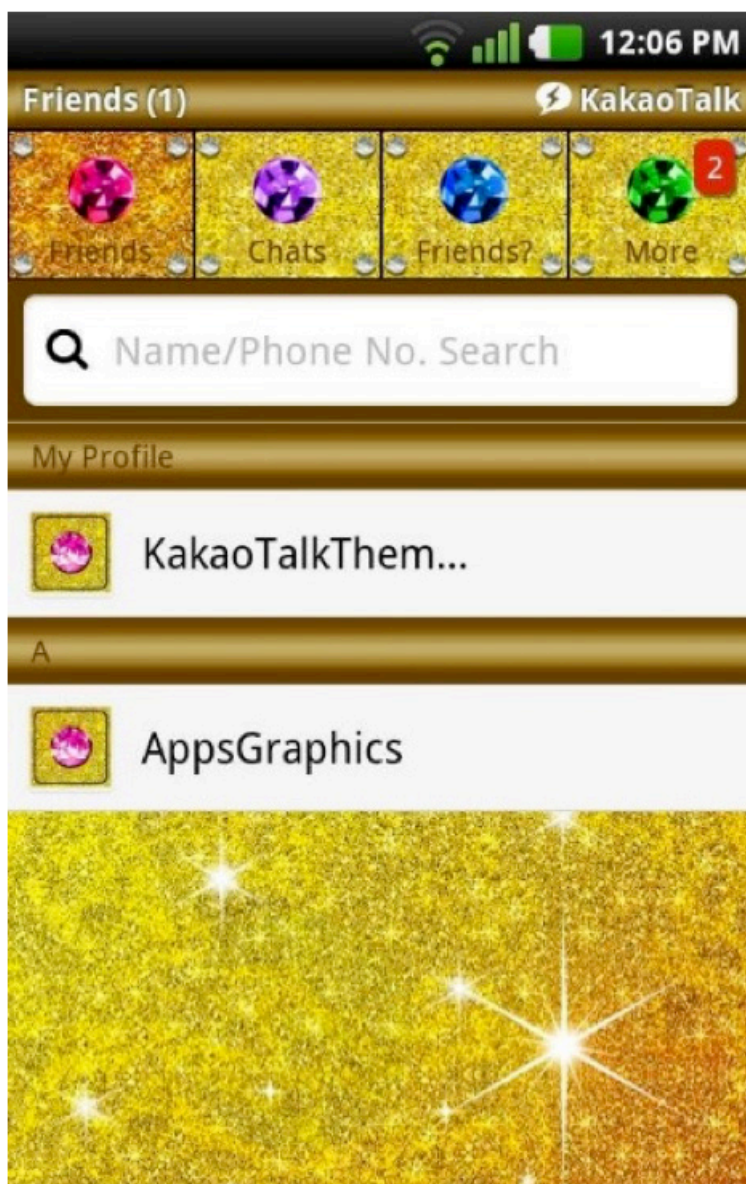 12:06 PM
Friends (1) KakaoTalk
Friends Chats Friends? More 2
Name/Phone No. Search
My Profile
KakaoTalkThem...
A
AppsGraphics